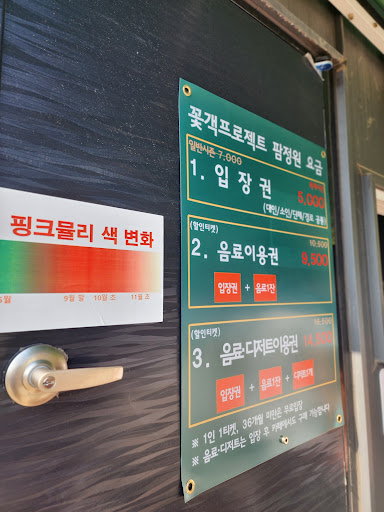 핑크뮬리 색 변화
9월 말 10월 초 11월 초
꽃객프로젝트 팜정원 요금
일반시즌 7,000
1. 입 장 권
6,000
(대인/소인/단체/경로 공통)
(할인티켓)
10,500
2. 음료이용권 9,500
입장권 + 음료1잔
(할인티켓)
3. 음료·디저트이용권
입장권 + 음료1잔 + 디저트1개
※ 1인 1티켓, 36개월 미만은 무료입장
※ 음료·디저트는 입장 후 카페에서도 구매 가능합니다